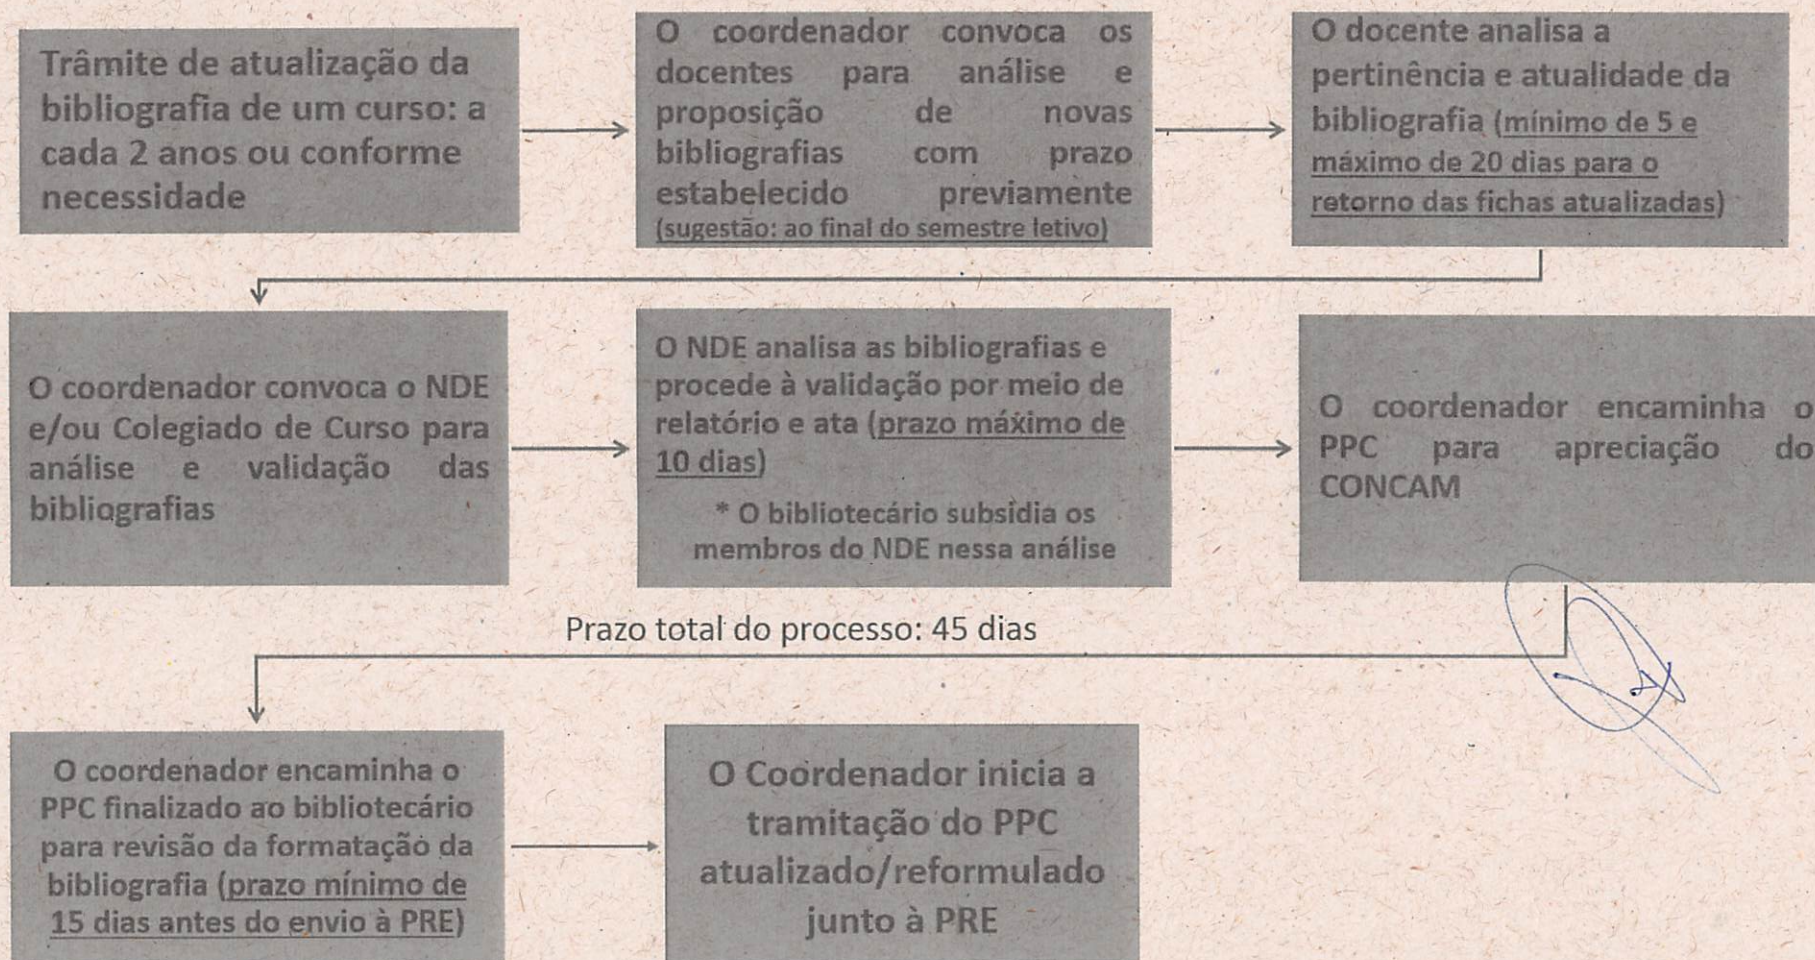 Trâmite de atualização da
bibliografia de um curso: a
cada 2 anos ou conforme
necessidade
O coordenador convoca os
docentes para análise e
proposição de novas
bibliografias com prazo
estabelecido previamente
(sugestão: ao final do semestre letivo)
O docente analisa a
pertinência e atualidade da
bibliografia (mínimo de 5 e
máximo de 20 dias para o
retorno das fichas atualizadas)
O coordenador convoca o NDE
e/ou Colegiado de Curso para
análise e validação das
bibliografias
O NDE analisa as bibliografias e
procede à validação por meio de
relatório e ata (prazo máximo de
10 dias)
* O bibliotecário subsidia os
membros do NDE nessa análise
O coordenador encaminha o
PPC para apreciação do
CONCAM
Prazo total do processo: 45 dias
O coordenador encaminha o
PPC finalizado ao bibliotecário
para revisão da formatação da
bibliografia (prazo mínimo de
15 dias antes do envio à PRE)
O Coordenador inicia a
tramitação do PPC
atualizado/reformulado
junto à PRE